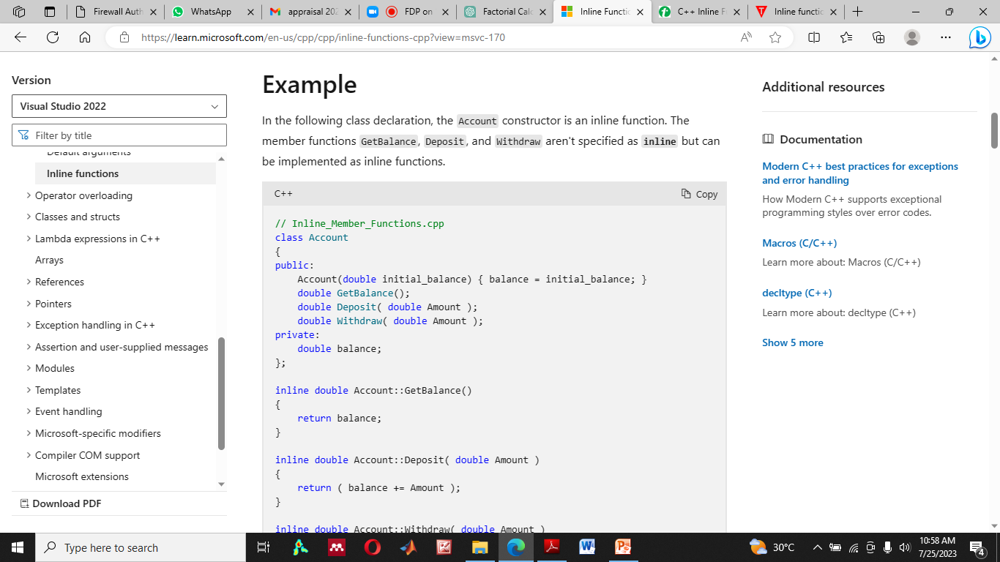 Firewall Auth
WhatsApp
appraisal 202
FDP on
Factorial Calc
Inline Functio
C++ Inline F
Inline functio
https://learn.microsoft.com/en-us/cpp/cpp/inline-functions-cpp?view=msvc-170
Version
Visual Studio 2022
Filter by title
Default arguments
Inline functions
Operator overloading
Classes and structs
Lambda expressions in C++
Arrays
References
Pointers
Exception handling in C++
Assertion and user-supplied messages
Modules
Templates
Event handling
Microsoft-specific modifiers
Compiler COM support
Microsoft extensions
Download PDF
Example
In the following class declaration, the Account constructor is an inline function. The
member functions GetBalance, Deposit, and Withdraw aren't specified as inline but can
be implemented as inline functions.
C++
Copy
// Inline_Member_Functions.cpp
class Account
{
public:
    Account(double initial_balance) { balance = initial_balance; }
    double GetBalance();
    double Deposit( double Amount );
    double Withdraw( double Amount );
private:
    double balance;
};
inline double Account::GetBalance()
{
    return balance;
}
inline double Account::Deposit( double Amount )
{
    return ( balance += Amount );
}
inline double Account::Withdraw( double Amount )
Additional resources
Documentation
Modern C++ best practices for exceptions
and error handling
How Modern C++ supports exceptional
programming styles over error codes.
Macros (C/C++)
Learn more about: Macros (C/C++)
decltype (C++)
Learn more about: decltype (C++)
Show 5 more
Type here to search
30°C
10:58 AM
7/25/2023
4